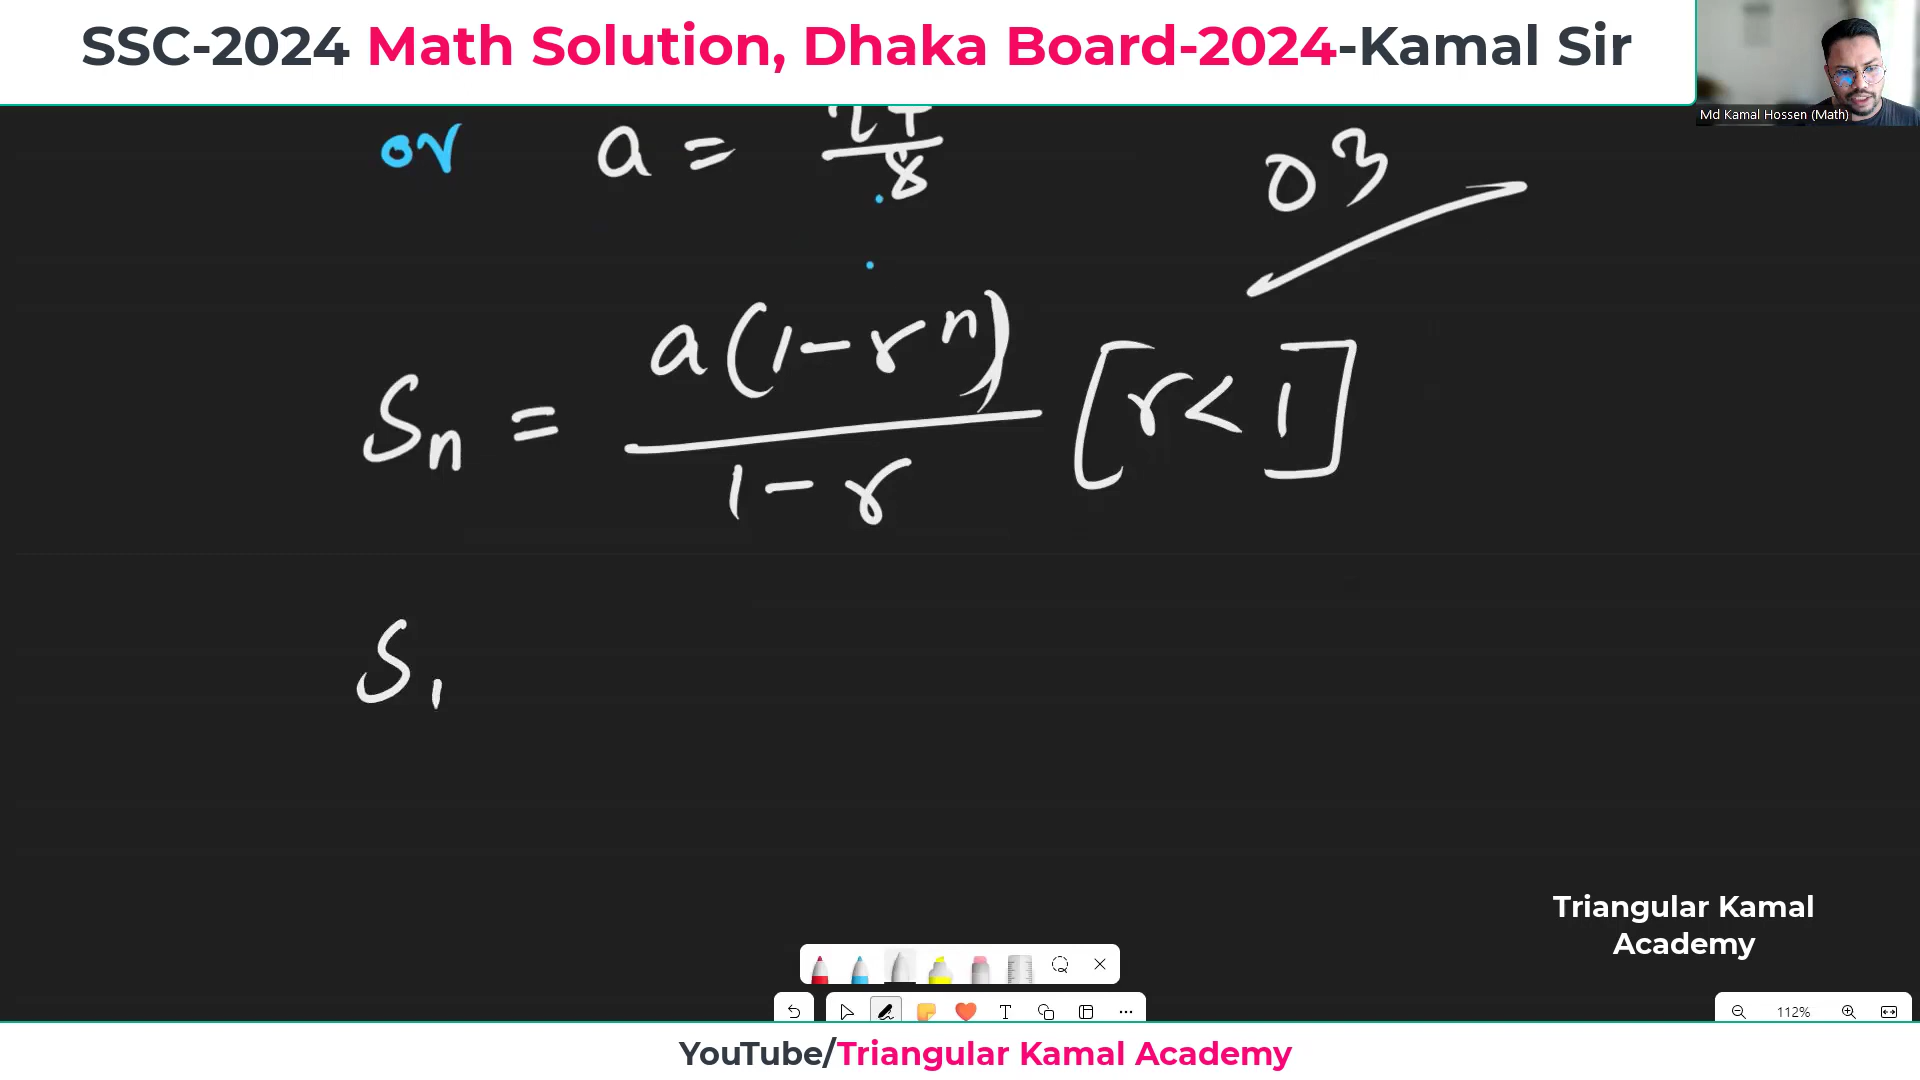 SSC-2024 Math Solution, Dhaka Board-2024-Kamal Sir
Md Kamal Hossen (Math)
or a = /8
03
Sn = a(1-r^n)/1-r [r<1]
S1
Triangular Kamal
Academy
112%
YouTube/Triangular Kamal Academy